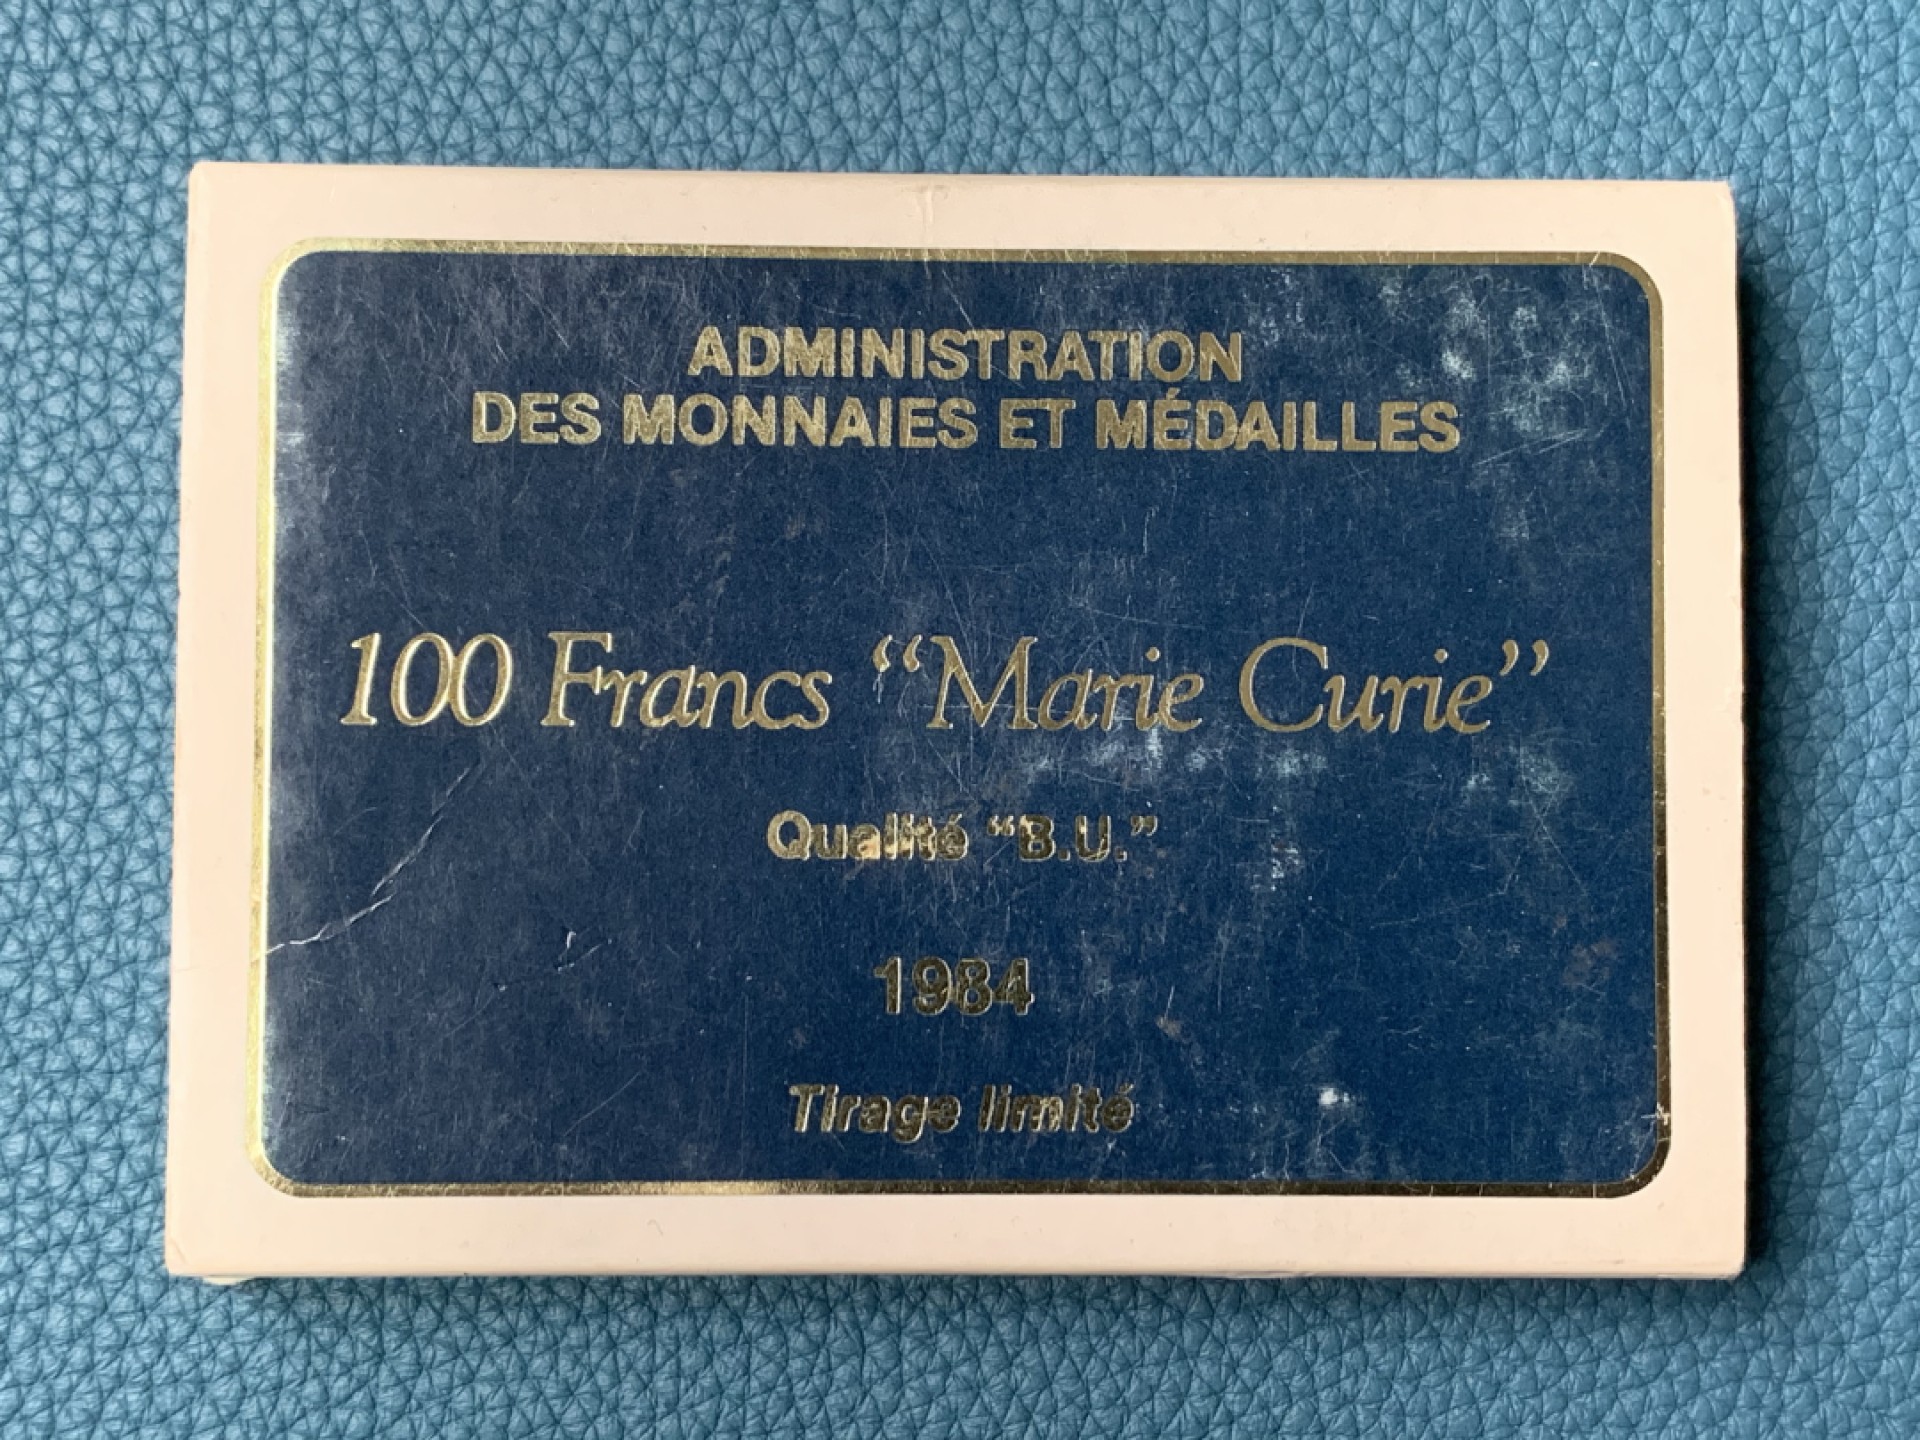 ADMINISTRATION
DES MONNAIES ET MÉDAILLES
100 Francs “Marie Curie”
Qualité “B.U.”
1984
Tirage limité